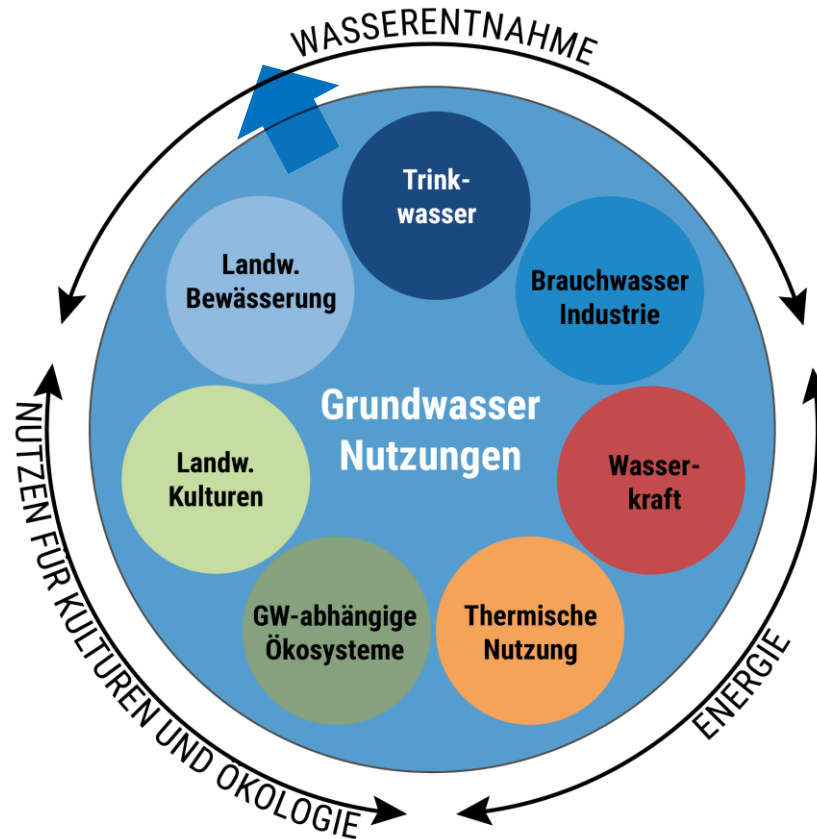 WASSERENTNAHME
Trink-
wasser
Landw.
Bewässerung
Brauchwasser
Industrie
Grundwasser
Nutzungen
Landw.
Kulturen
Wasser-
kraft
GW-abhängige
Ökosysteme
Thermische
Nutzung
NUTZEN FÜR KULTUREN UND ÖKOLOGIE
ENERGIE